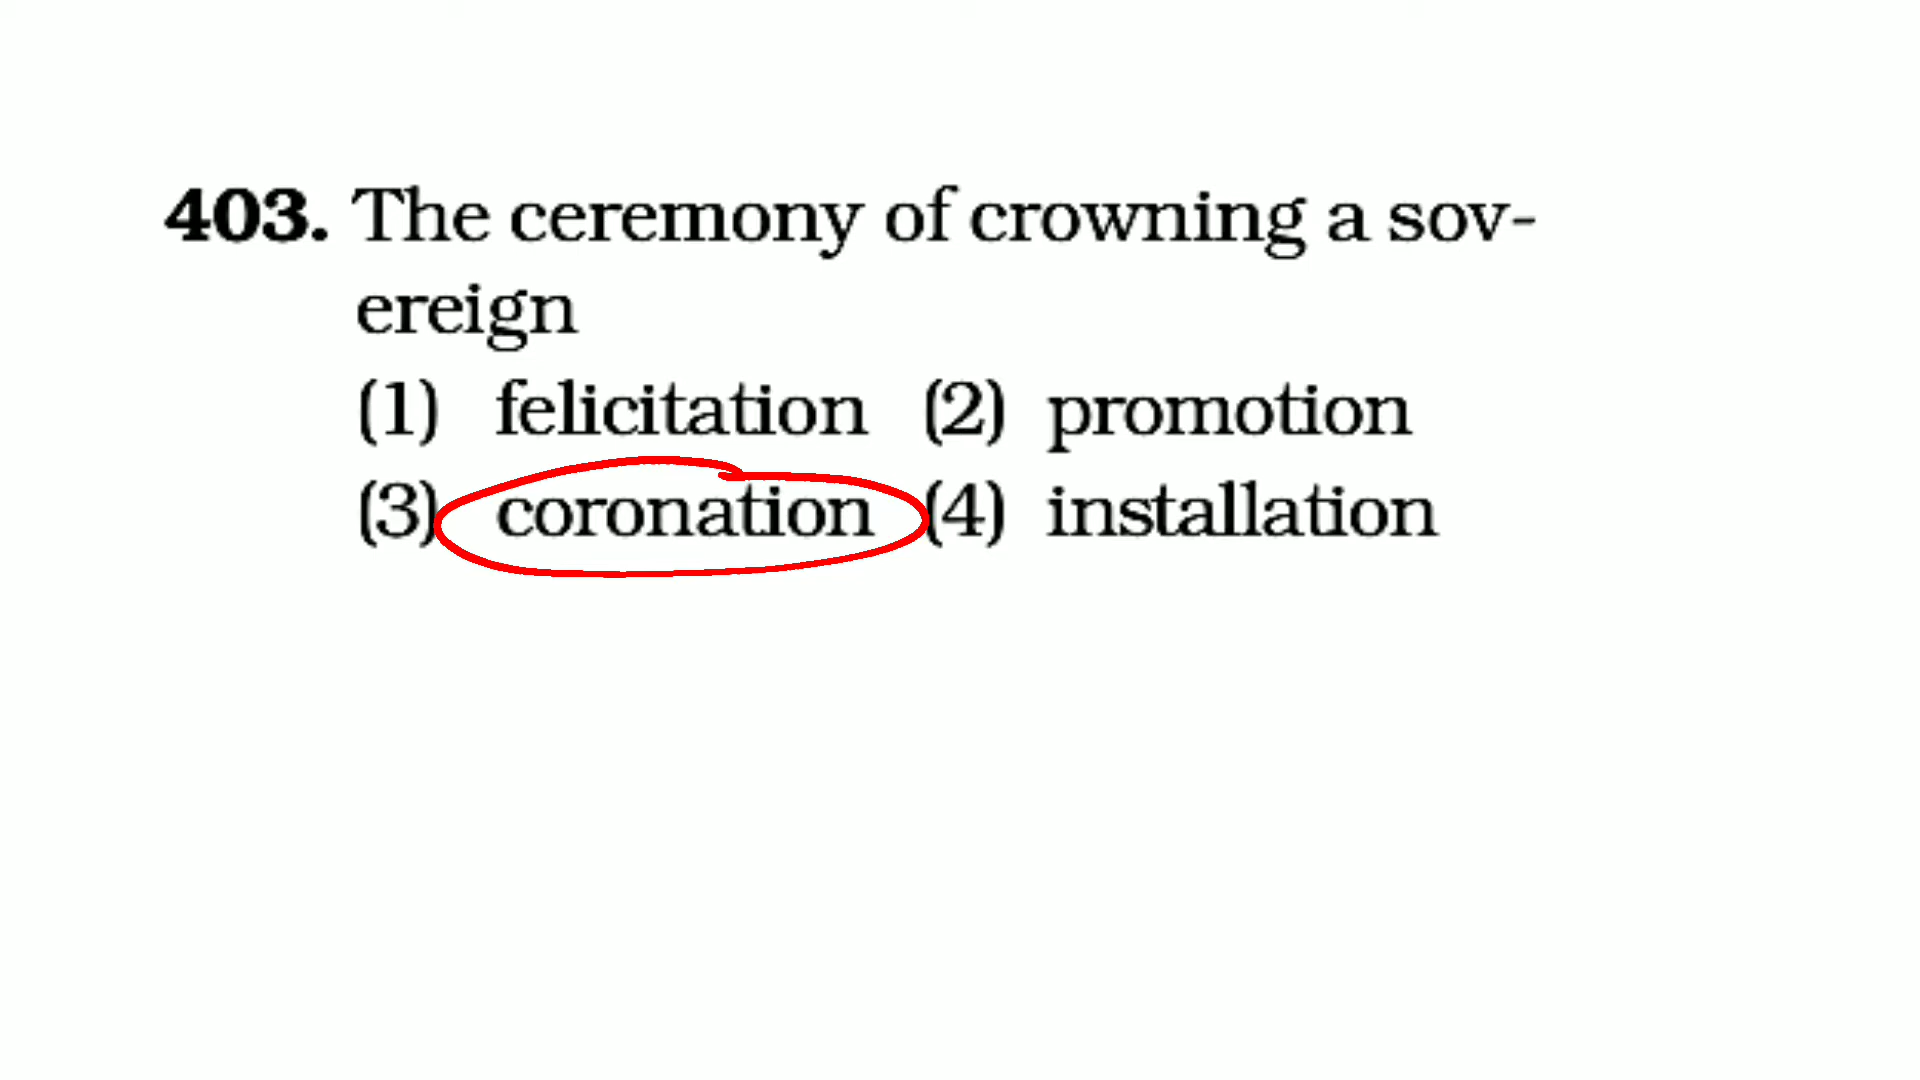 403. The ceremony of crowning a sov-
ereign
(1) felicitation (2) promotion
(3) coronation (4) installation